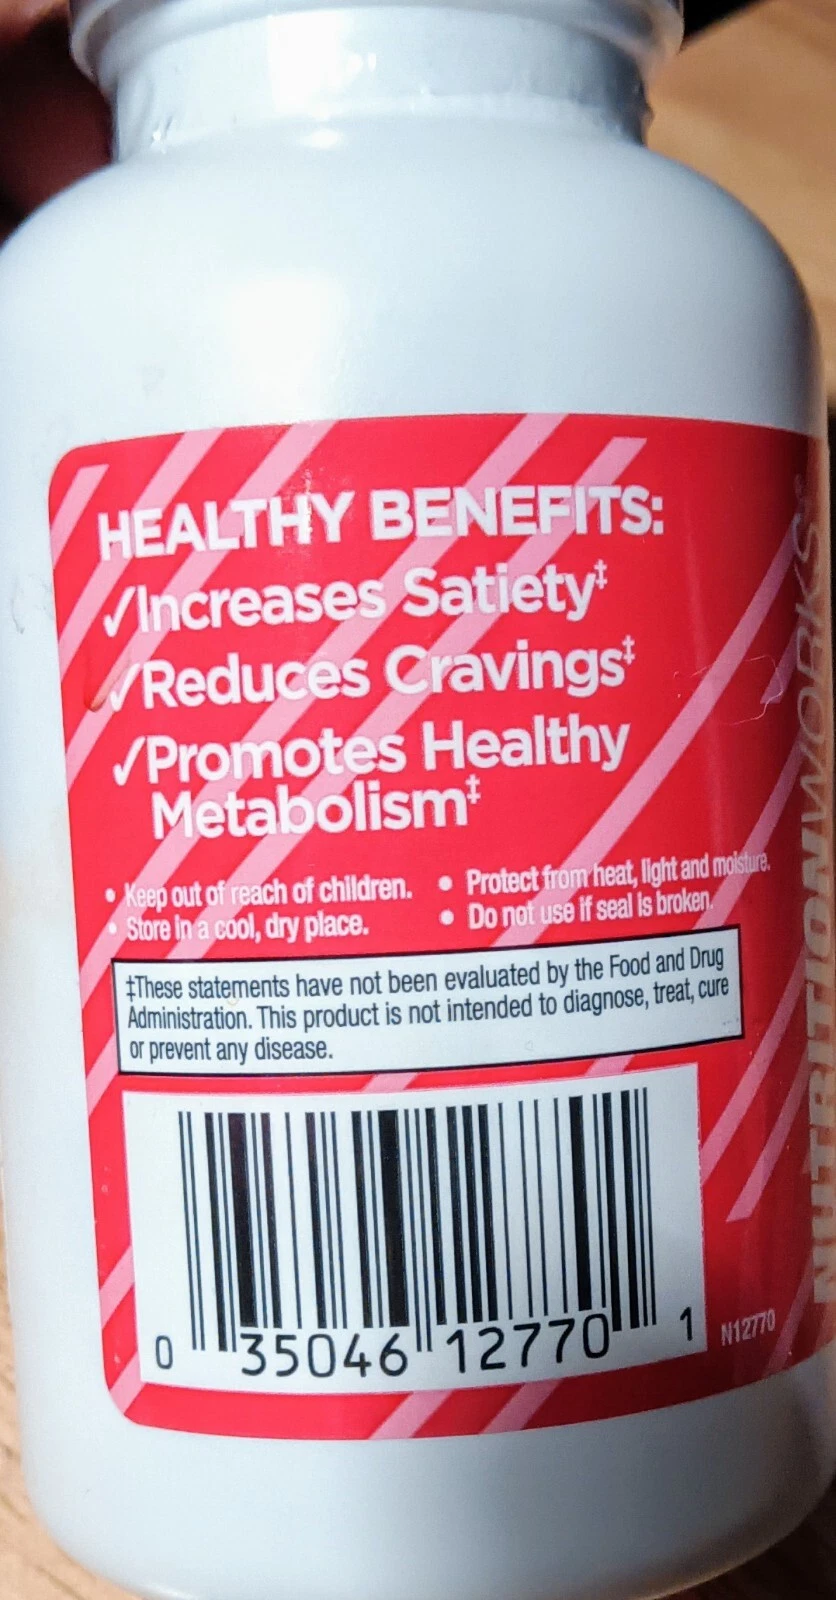 HEALTHY BENEFITS:
✓Increases Satiety‡
✓Reduces Cravings‡
✓Promotes Healthy
Metabolism‡
• Keep out of reach of children.
• Store in a cool, dry place.
• Protect from heat, light and moisture.
• Do not use if seal is broken.
‡These statements have not been evaluated by the Food and Drug
Administration. This product is not intended to diagnose, treat, cure
or prevent any disease.
0 35046 12770 1
N12770
NUTRITIONWORKS®